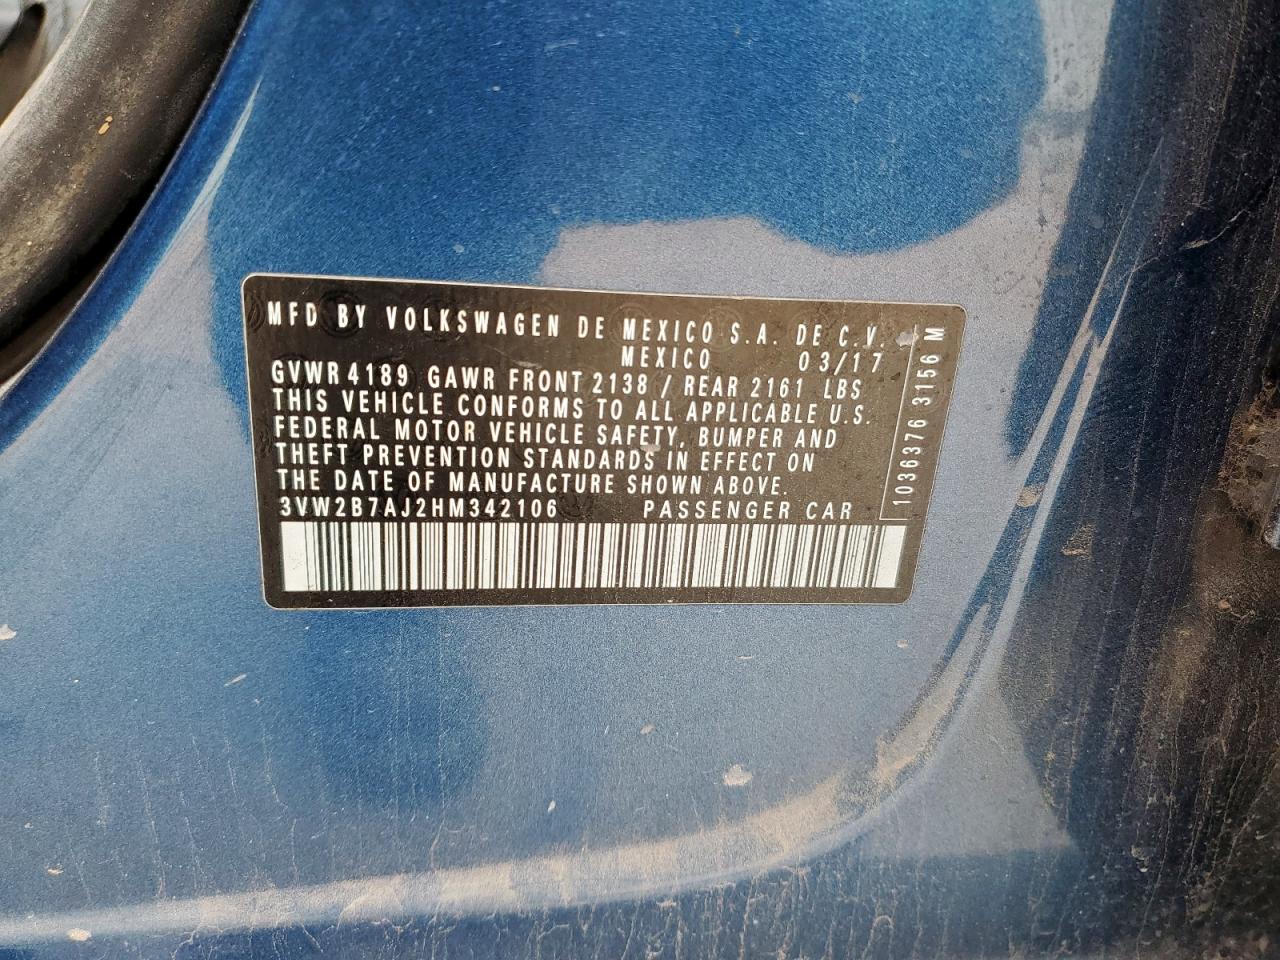 MFD BY VOLKSWAGEN DE MEXICO S.A. DE C.V.
MEXICO 03/17
GVWR 4189 GAWR FRONT 2138 / REAR 2161 LBS
THIS VEHICLE CONFORMS TO ALL APPLICABLE U.S.
FEDERAL MOTOR VEHICLE SAFETY, BUMPER AND
THEFT PREVENTION STANDARDS IN EFFECT ON
THE DATE OF MANUFACTURE SHOWN ABOVE.
3VW2B7AJ2HM342106 PASSENGER CAR
1036376 3156 M